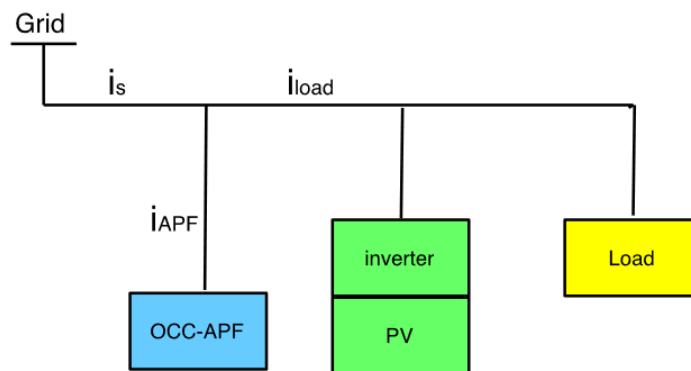 Grid
is
iload
iAPF
inverter
Load
OCC-APF
PV